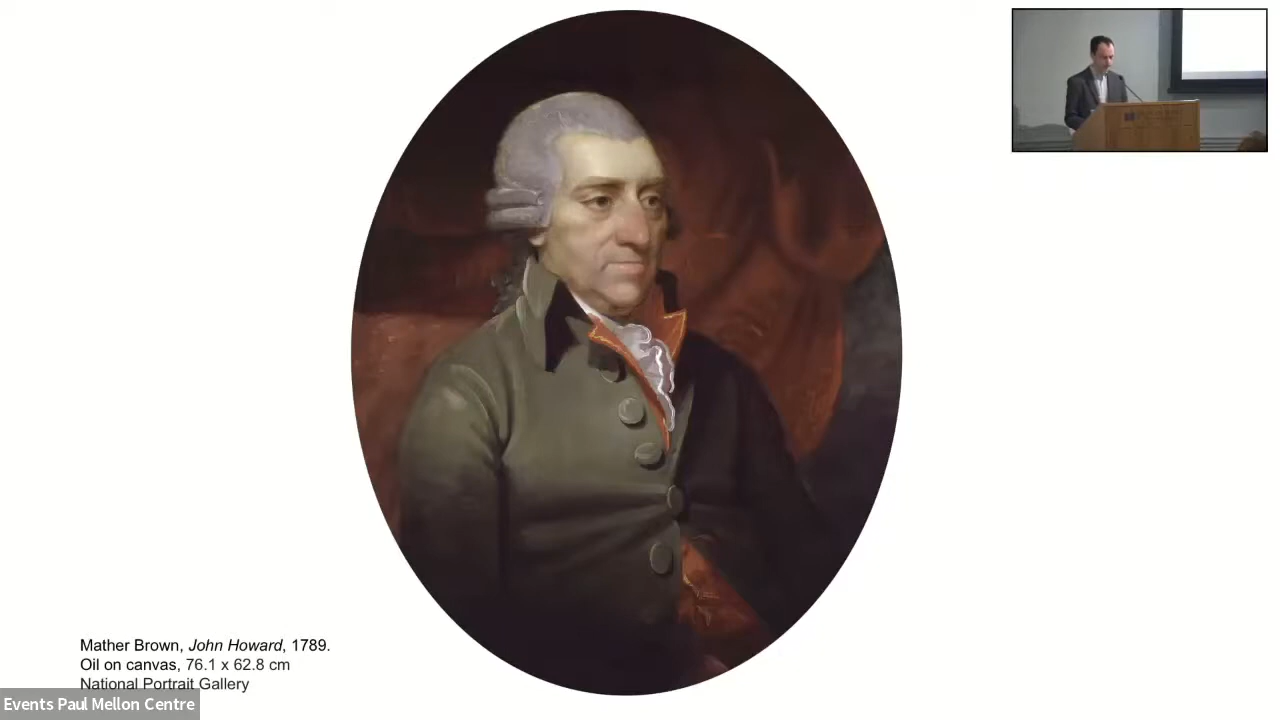 Mather Brown, John Howard, 1789.
Oil on canvas, 76.1 x 62.8 cm
National Portrait Gallery
Events Paul Mellon Centre